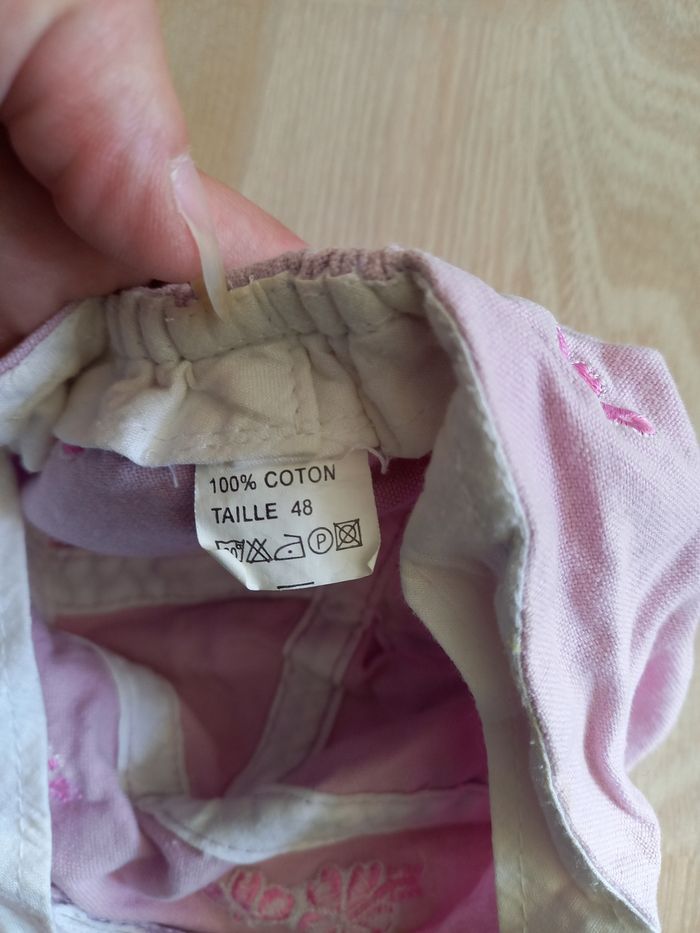 100% COTON
TAILLE 48
P